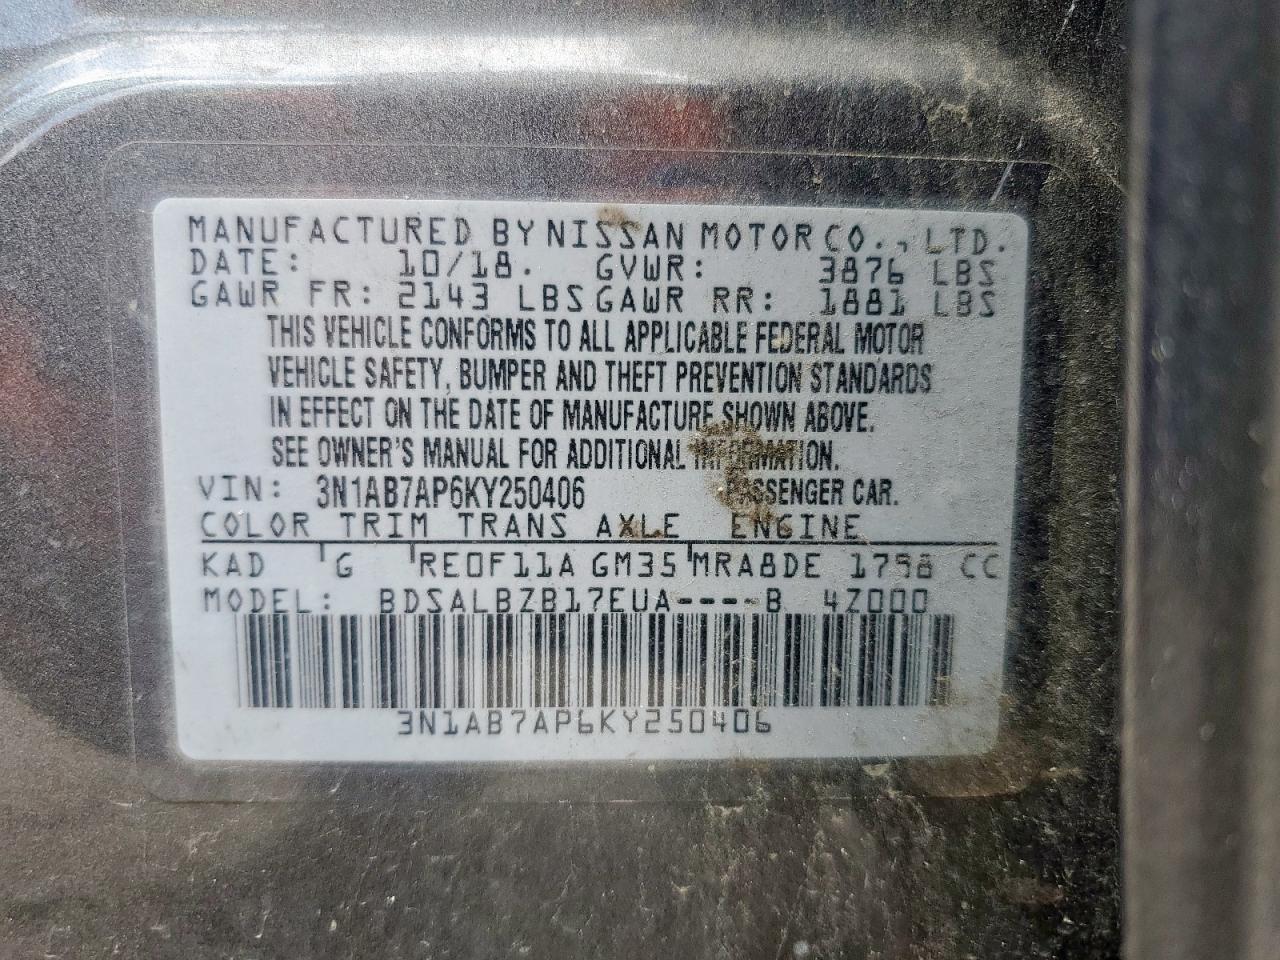 MANUFACTURED BY NISSAN MOTOR CO., LTD.
DATE: 10/18. GVWR: 3876 LBS
GAWR FR: 2143 LBS GAWR RR: 1881 LBS
THIS VEHICLE CONFORMS TO ALL APPLICABLE FEDERAL MOTOR
VEHICLE SAFETY, BUMPER AND THEFT PREVENTION STANDARDS
IN EFFECT ON THE DATE OF MANUFACTURE SHOWN ABOVE.
SEE OWNER'S MANUAL FOR ADDITIONAL INFORMATION.
VIN: 3N1AB7AP6KY250406 PASSENGER CAR.
COLOR TRIM TRANS AXLE ENGINE
KAD G RE0F11A GM35 MRA8DE 1798 CC
MODEL: BDSALBZB17EUA----B 4Z000
3N1AB7AP6KY250406